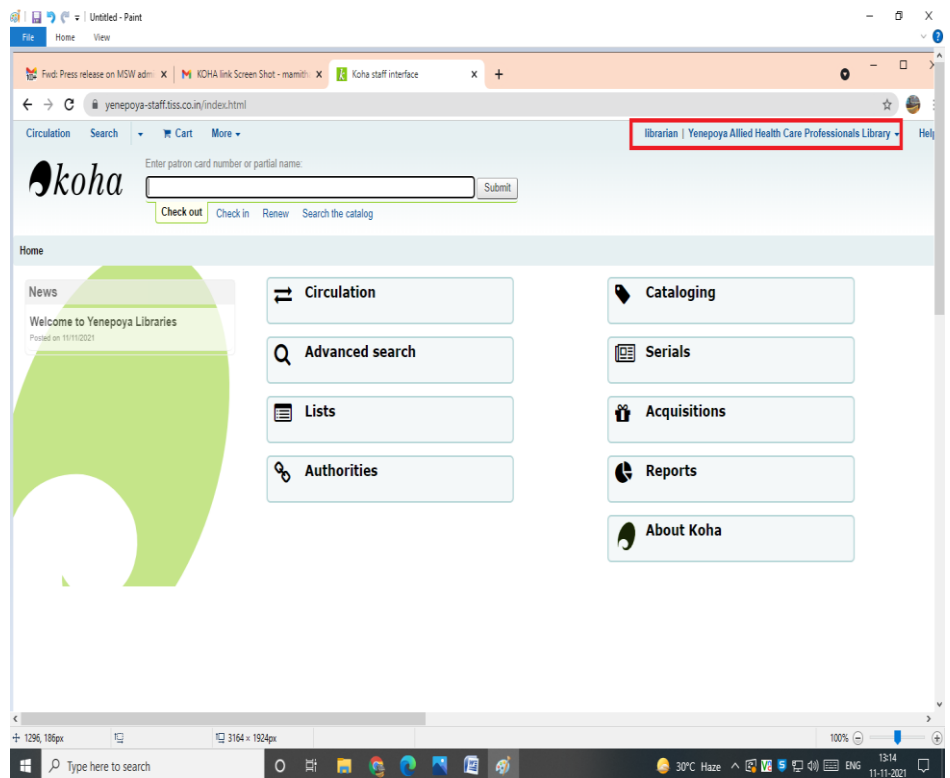 Untitled - Paint
File Home View
Fwd: Press release on MSW adm X KOHA link Screen Shot - mamith X Koha staff interface X +
yenepoya-staff.tiss.co.in/index.html
Circulation Search Cart More librarian | Yenepoya Allied Health Care Professionals Library Help
Enter patron card number or partial name:
koha
Submit
Check out Check in Renew Search the catalog
Home
News
Welcome to Yenepoya Libraries
Posted on 11/11/2021
Circulation
Advanced search
Lists
Authorities
Cataloging
Serials
Acquisitions
Reports
About Koha
1296, 186px 3164 × 1924px 100%
Type here to search 30°C Haze ENG 13:14
11-11-2021